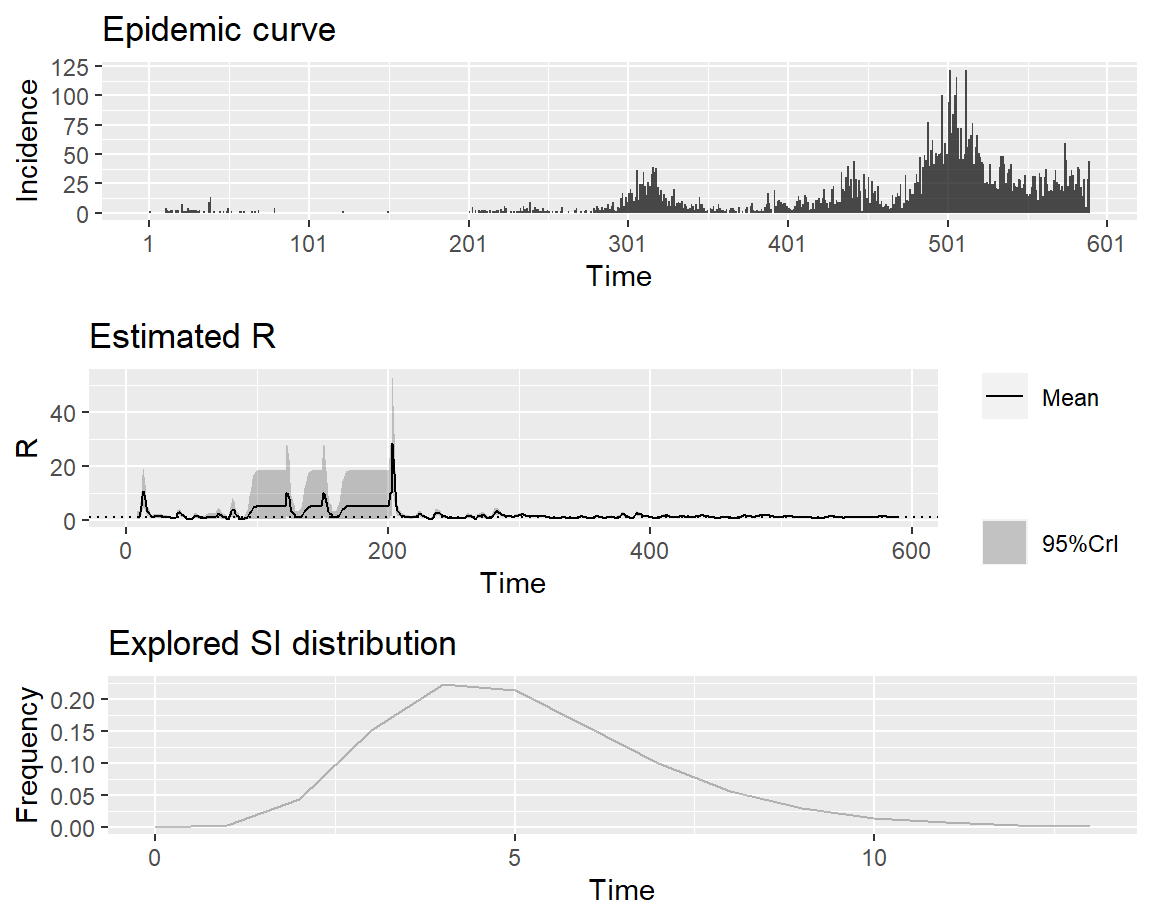 Epidemic curve
125
100
75
50
25
0
Incidence
1 101 201 301 401 501 601
Time
Estimated R
40
20
0
R
0 200 400 600
Time
Mean
95%CrI
Explored SI distribution
0.20
0.15
0.10
0.05
0.00
Frequency
0 5 10
Time